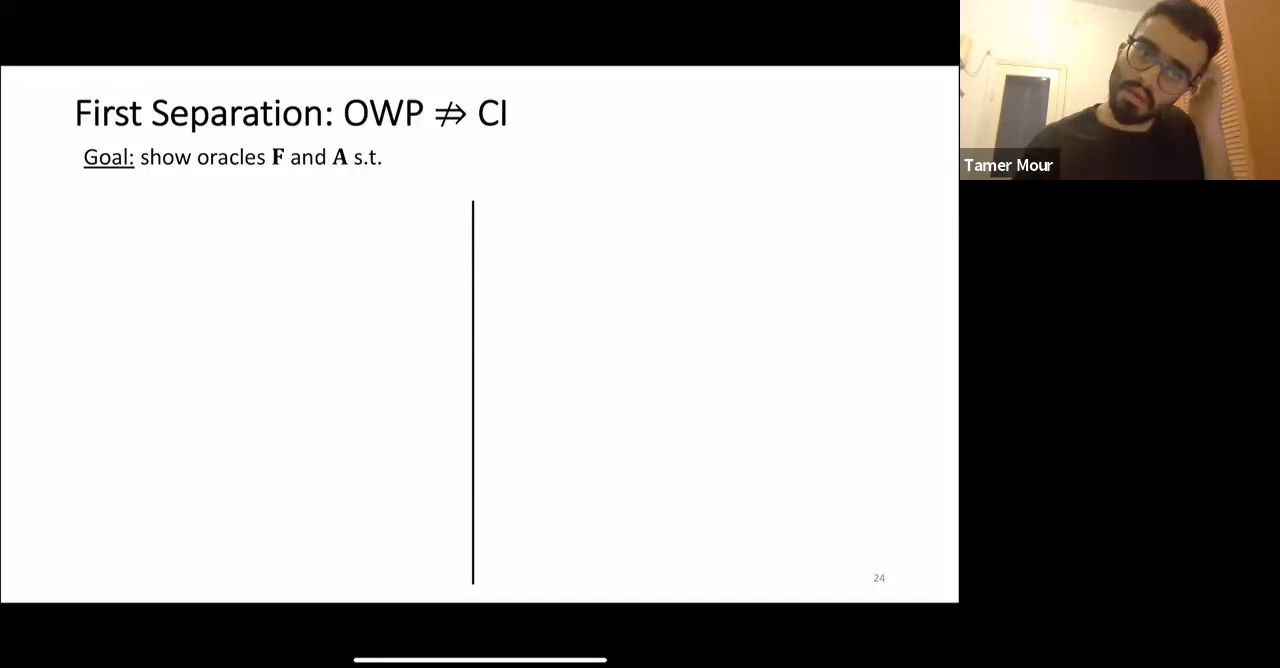 First Separation: OWP ⇏ CI
Goal: show oracles F and A s.t.
Tamer Mour
24